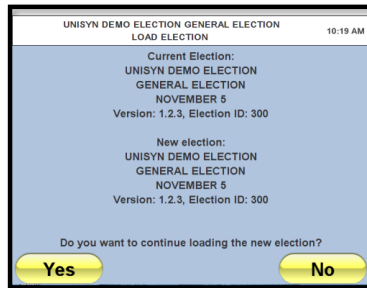 UNISYN DEMO ELECTION GENERAL ELECTION
LOAD ELECTION
10:19 AM
Current Election:
UNISYN DEMO ELECTION
GENERAL ELECTION
NOVEMBER 5
Version: 1.2.3, Election ID: 300
New election:
UNISYN DEMO ELECTION
GENERAL ELECTION
NOVEMBER 5
Version: 1.2.3, Election ID: 300
Do you want to continue loading the new election?
Yes
No